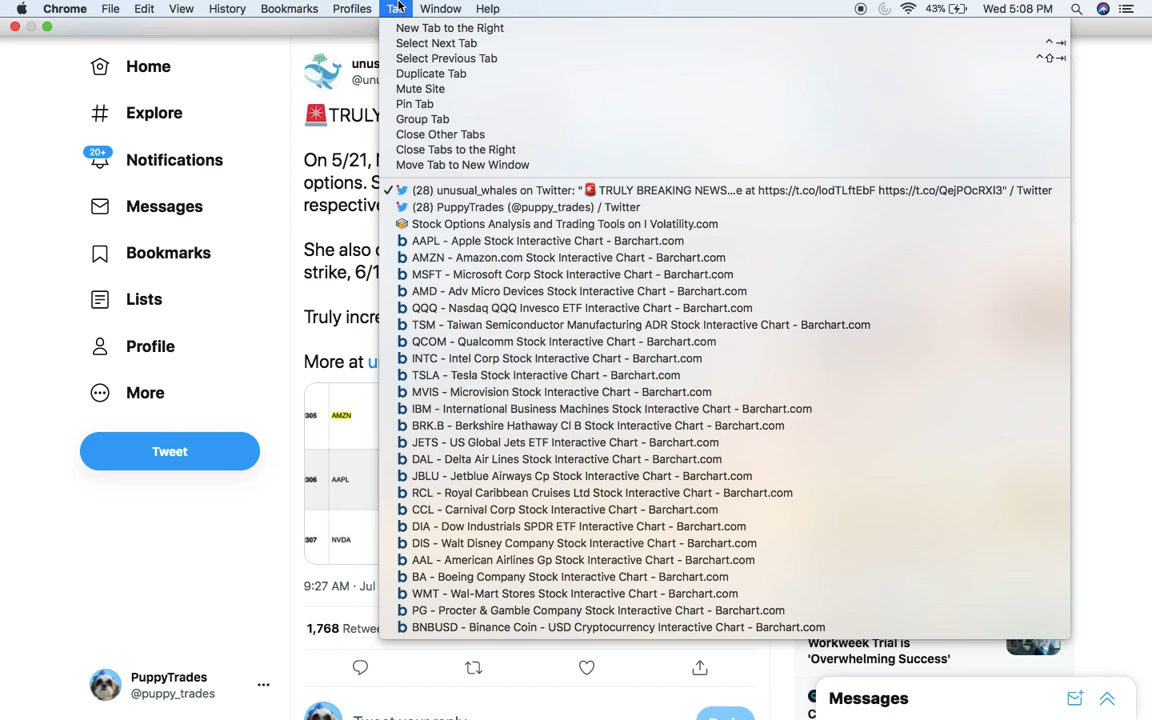 Chrome File Edit View History Bookmarks Profiles Tab Window Help 43% Wed 5:08 PM
New Tab to the Right
Select Next Tab
Select Previous Tab
Duplicate Tab
Mute Site
Pin Tab
Group Tab
Close Other Tabs
Close Tabs to the Right
Move Tab to New Window
(28) unusual_whales on Twitter: "🚨 TRULY BREAKING NEWS...e at https://t.co/lodTLftEbF https://t.co/QejPOcRXI3" / Twitter
(28) PuppyTrades (@puppy_trades) / Twitter
Stock Options Analysis and Trading Tools on I Volatility.com
AAPL - Apple Stock Interactive Chart - Barchart.com
AMZN - Amazon.com Stock Interactive Chart - Barchart.com
MSFT - Microsoft Corp Stock Interactive Chart - Barchart.com
AMD - Adv Micro Devices Stock Interactive Chart - Barchart.com
QQQ - Nasdaq QQQ Invesco ETF Interactive Chart - Barchart.com
TSM - Taiwan Semiconductor Manufacturing ADR Stock Interactive Chart - Barchart.com
QCOM - Qualcomm Stock Interactive Chart - Barchart.com
INTC - Intel Corp Stock Interactive Chart - Barchart.com
TSLA - Tesla Stock Interactive Chart - Barchart.com
MVIS - Microvision Stock Interactive Chart - Barchart.com
IBM - International Business Machines Stock Interactive Chart - Barchart.com
BRK.B - Berkshire Hathaway Cl B Stock Interactive Chart - Barchart.com
JETS - US Global Jets ETF Interactive Chart - Barchart.com
DAL - Delta Air Lines Stock Interactive Chart - Barchart.com
JBLU - Jetblue Airways Cp Stock Interactive Chart - Barchart.com
RCL - Royal Caribbean Cruises Ltd Stock Interactive Chart - Barchart.com
CCL - Carnival Corp Stock Interactive Chart - Barchart.com
DIA - Dow Industrials SPDR ETF Interactive Chart - Barchart.com
DIS - Walt Disney Company Stock Interactive Chart - Barchart.com
AAL - American Airlines Gp Stock Interactive Chart - Barchart.com
BA - Boeing Company Stock Interactive Chart - Barchart.com
WMT - Wal-Mart Stores Stock Interactive Chart - Barchart.com
PG - Procter & Gamble Company Stock Interactive Chart - Barchart.com
BNBUSD - Binance Coin - USD Cryptocurrency Interactive Chart - Barchart.com
Home
Explore
20+
Notifications
Messages
Bookmarks
Lists
Profile
More
Tweet
PuppyTrades
@puppy_trades
🚨TRULY
On 5/21,
options.
She also
strike,
Truly
More at
305 AMZN
306 AAPL
307 NVDA
9:27 AM · Jul
1,768
Workweek Trial is
'Overwhelming Success'
Messages